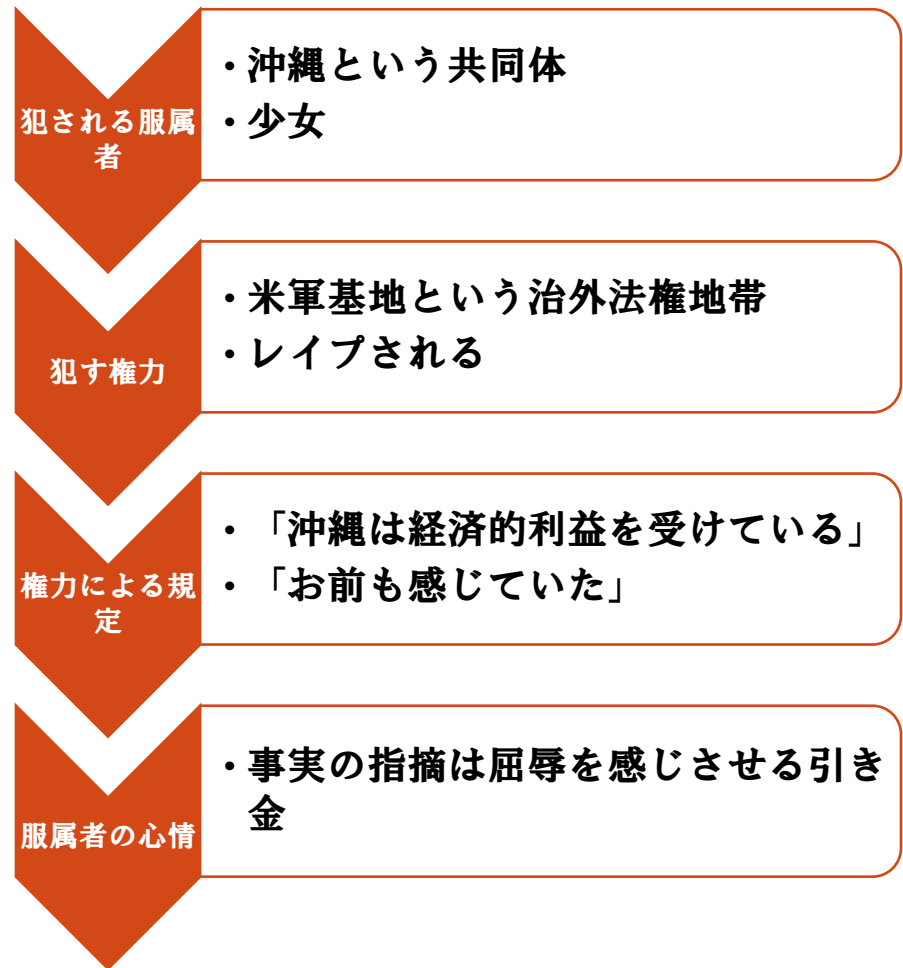 犯される服属
者
・沖縄という共同体
・少女
犯す権力
・米軍基地という治外法権地帯
・レイプされる
権力による規
定
・「沖縄は経済的利益を受けている」
・「お前も感じていた」
服属者の心情
・事実の指摘は屈辱を感じさせる引き
金